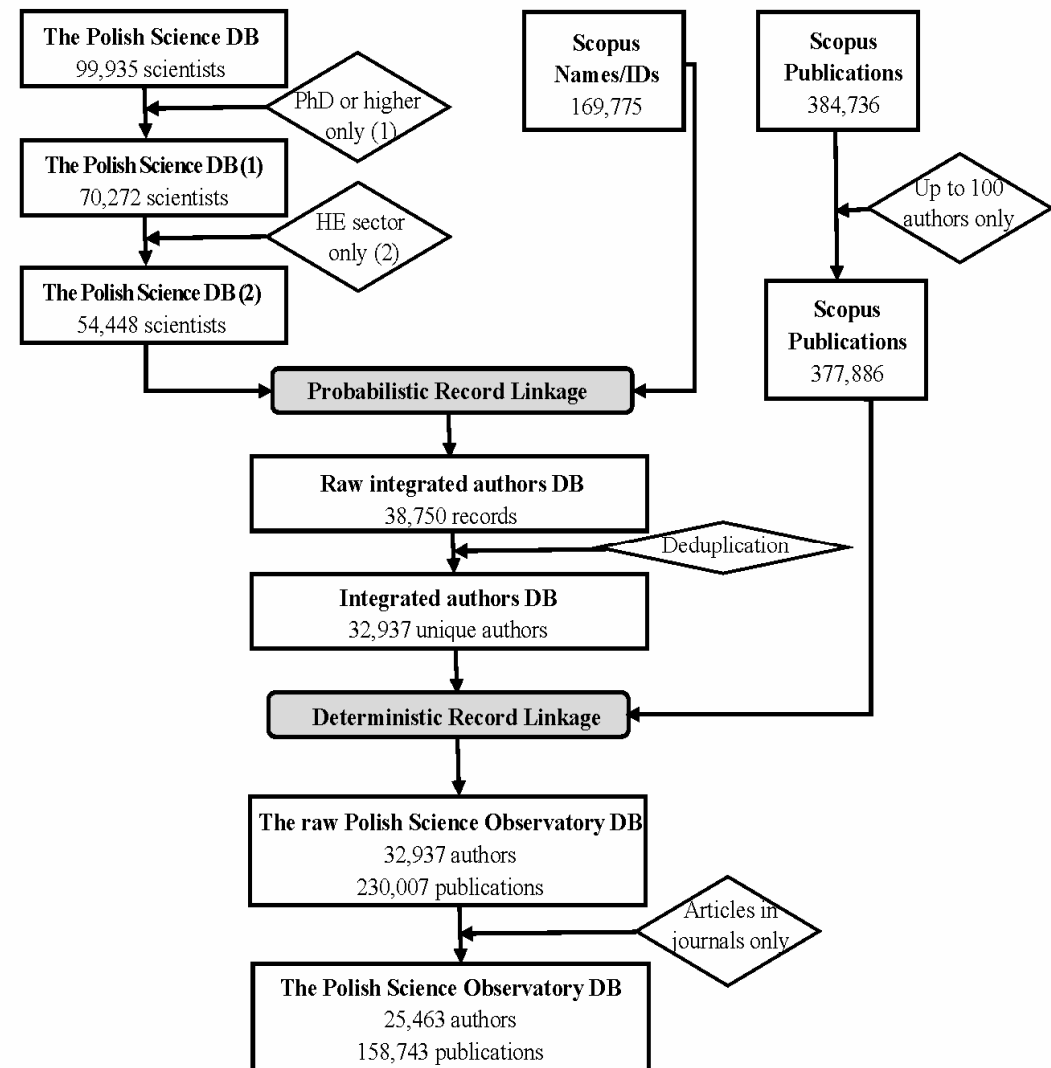 The Polish Science DB
99,935 scientists
PhD or higher
only (1)
The Polish Science DB (1)
70,272 scientists
HE sector
only (2)
The Polish Science DB (2)
54,448 scientists
Scopus
Names/IDs
169,775
Scopus
Publications
384,736
Up to 100
authors only
Scopus
Publications
377,886
Probabilistic Record Linkage
Raw integrated authors DB
38,750 records
Deduplication
Integrated authors DB
32,937 unique authors
Deterministic Record Linkage
The raw Polish Science Observatory DB
32,937 authors
230,007 publications
Articles in
journals only
The Polish Science Observatory DB
25,463 authors
158,743 publications